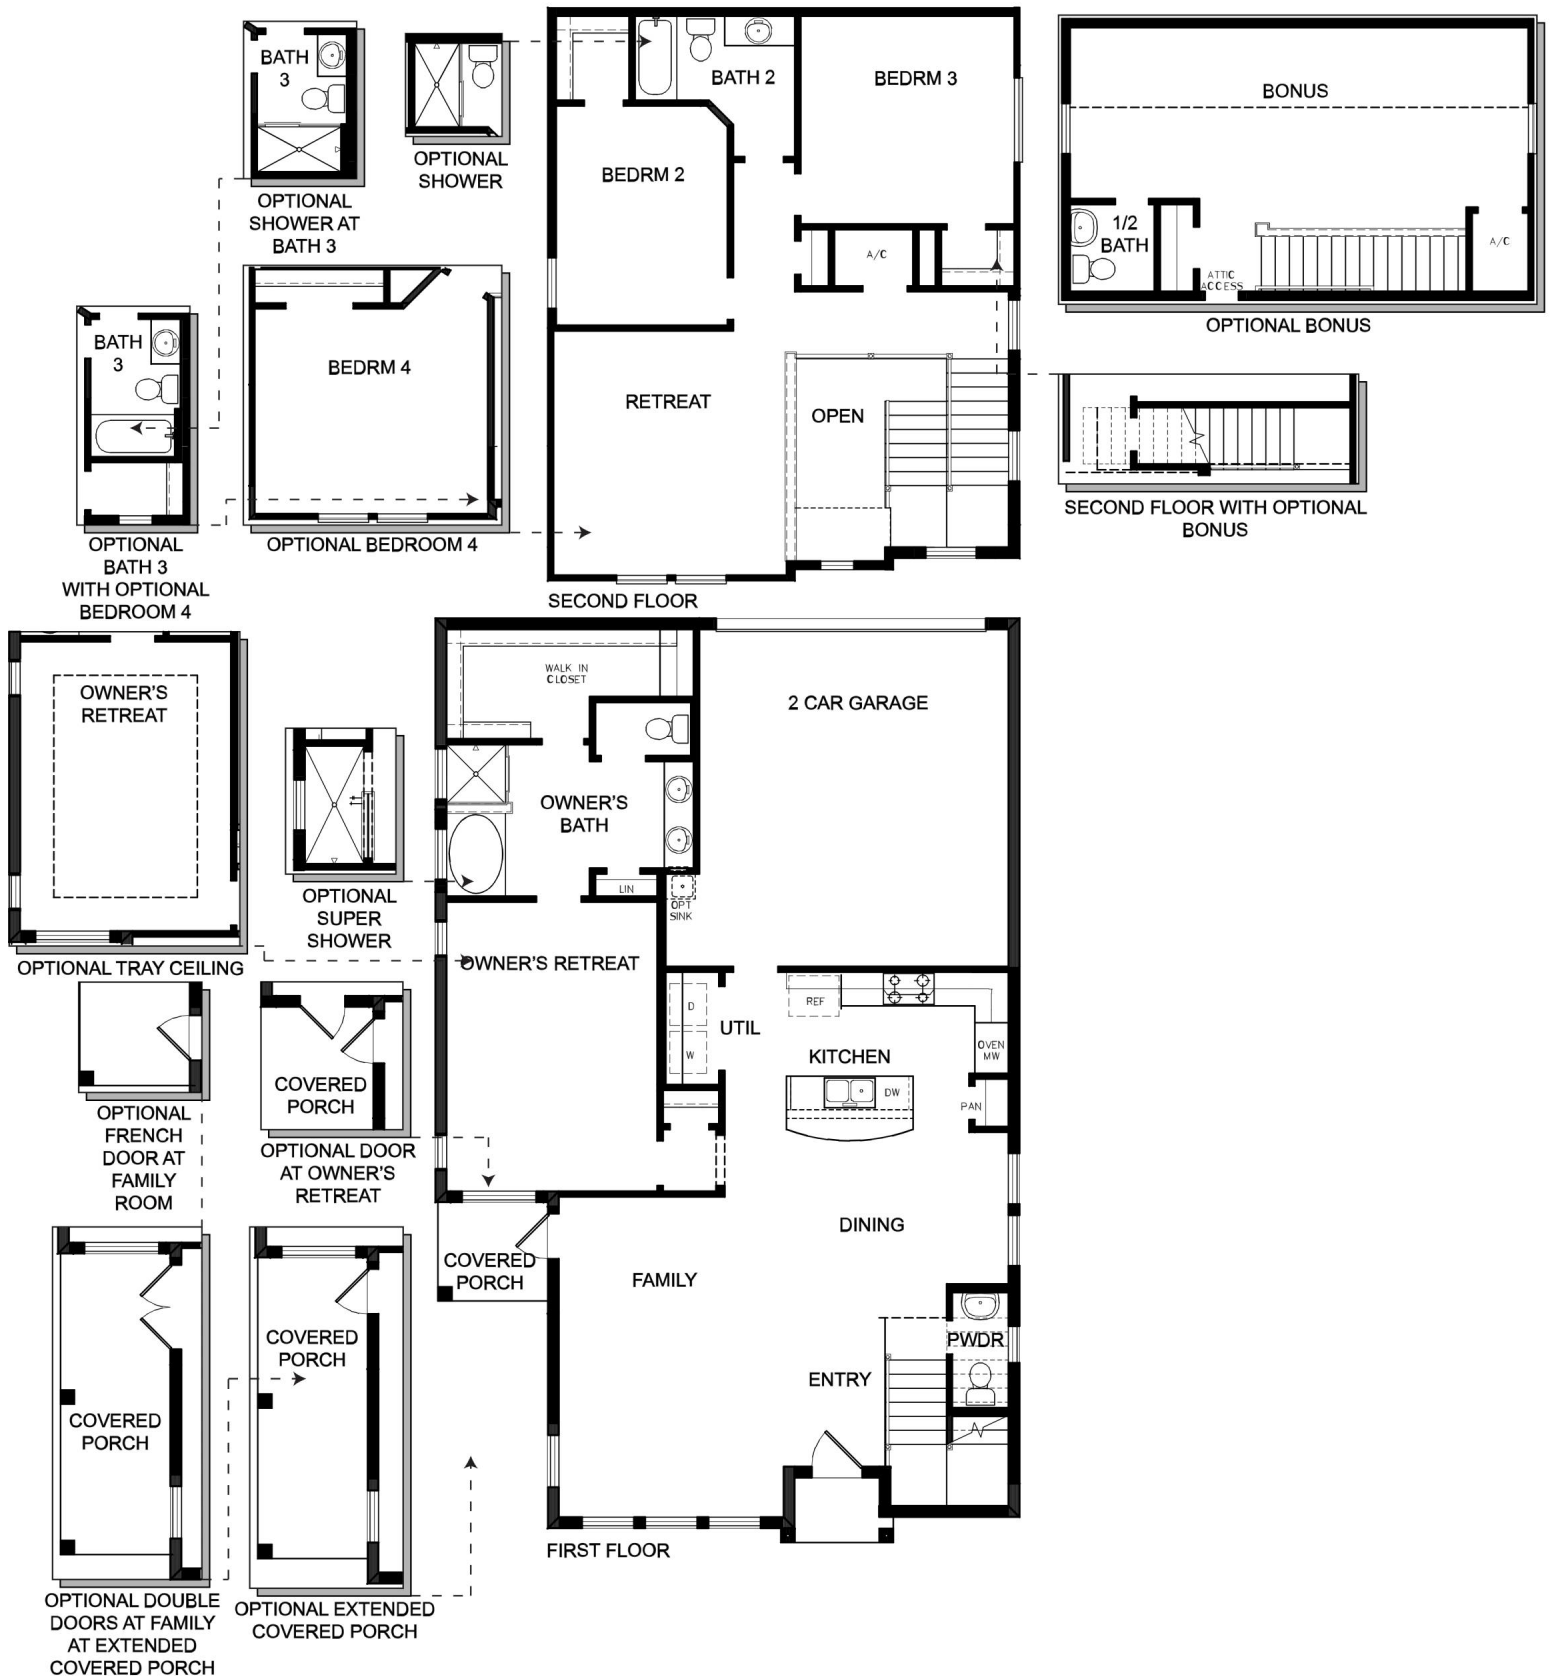 BATH
3
OPTIONAL
SHOWER AT
BATH 3
OPTIONAL
SHOWER
BATH 2
BEDRM 3
BEDRM 2
A/C
RETREAT
OPEN
SECOND FLOOR
BONUS
1/2
BATH
ATTIC
ACCESS
A/C
OPTIONAL BONUS
SECOND FLOOR WITH OPTIONAL
BONUS
BATH
3
OPTIONAL
BATH 3
WITH OPTIONAL
BEDROOM 4
BEDRM 4
OPTIONAL BEDROOM 4
OWNER'S
RETREAT
OPTIONAL TRAY CEILING
OPTIONAL
SUPER
SHOWER
WALK IN
CLOSET
2 CAR GARAGE
OWNER'S
BATH
LIN
OPT
SINK
OWNER'S RETREAT
D
W
UTIL
REF
KITCHEN
OVEN
MW
DW
PAN
OPTIONAL
FRENCH
DOOR AT
FAMILY
ROOM
COVERED
PORCH
OPTIONAL DOOR
AT OWNER'S
RETREAT
COVERED
PORCH
FAMILY
DINING
PWDR
ENTRY
FIRST FLOOR
COVERED
PORCH
OPTIONAL DOUBLE
DOORS AT FAMILY
AT EXTENDED
COVERED PORCH
COVERED
PORCH
OPTIONAL EXTENDED
COVERED PORCH